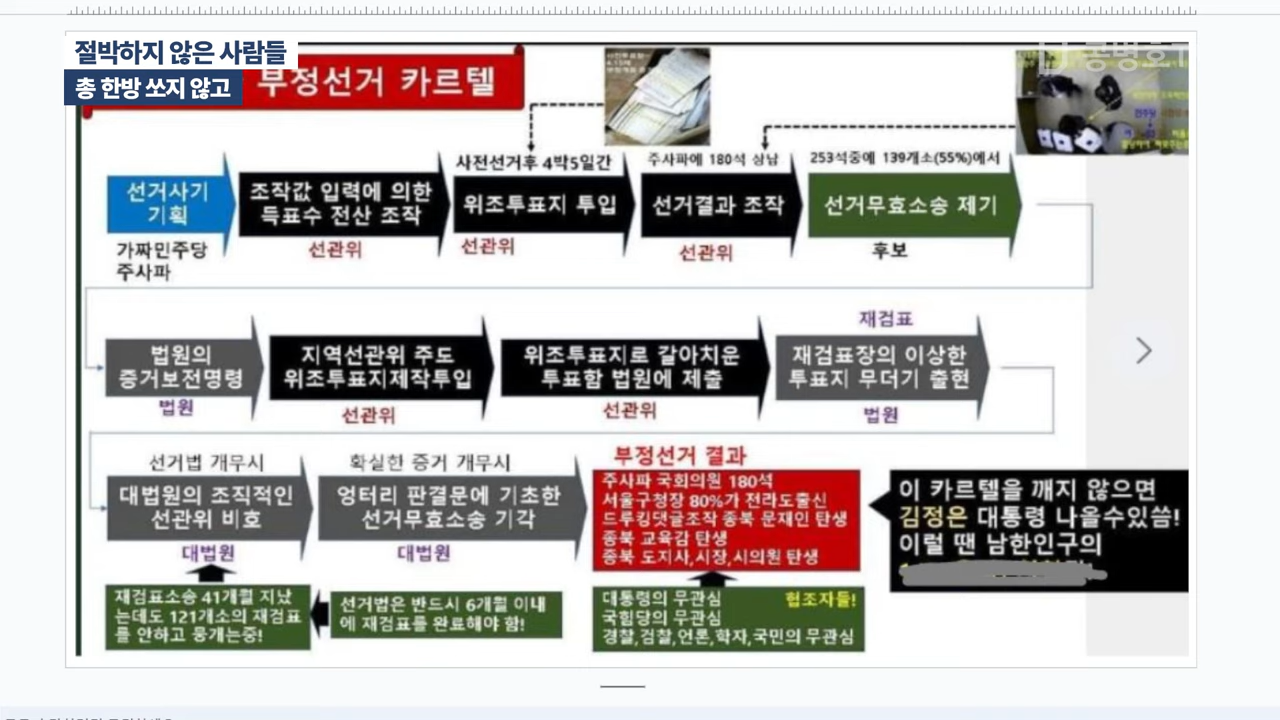 절박하지 않은 사람들
총 한방 쏘지 않고
부정선거 카르텔
사전선거후 4박5일간
주사파에 180석 상납
253석중에 139개소(55%)에서
선거사기
기획
조작값 입력에 의한
득표수 전산 조작
위조투표지 투입
선거결과 조작
선거무효소송 제기
가짜민주당
주사파
선관위
선관위
선관위
후보
재검표
법원의
증거보전명령
지역선관위 주도
위조투표지제작투입
위조투표지로 갈아치운
투표함 법원에 제출
재검표장의 이상한
투표지 무더기 출현
법원
선관위
선관위
법원
선거법 개무시
확실한 증거 개무시
부정선거 결과
대법원의 조직적인
선관위 비호
엉터리 판결문에 기초한
선거무효소송 기각
주사파 국회의원 180석
서울구청장 80%가 전라도출신
드루킹댓글조작 종북 문재인 탄생
종북 교육감 탄생
종북 도지사,시장,시의원 탄생
이 카르텔을 깨지 않으면
김정은 대통령 나올수있씀!
이럴 땐 남한인구의
대법원
대법원
재검표소송 41개월 지났
는데도 121개소의 재검표
를 안하고 뭉개는중!
선거법은 반드시 6개월 이내
에 재검표를 완료해야 함!
대통령의 무관심
협조자들!
국힘당의 무관심
경찰,검찰,언론,학자,국민의 무관심